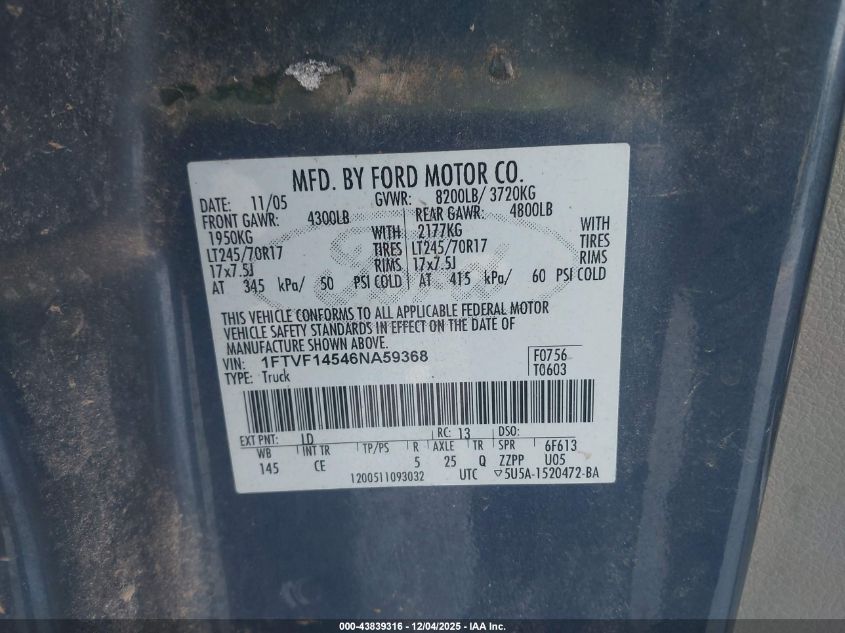 MFD. BY FORD MOTOR CO.
DATE: 11/05 GVWR: 8200LB/ 3720KG
FRONT GAWR: 4300LB REAR GAWR: 4800LB
1950KG WITH 2177KG WITH
LT245/70R17 TIRES LT245/70R17 TIRES
17x7.5J RIMS 17x7.5J RIMS
AT 345 kPa/ 50 PSI COLD AT 415 kPa/ 60 PSI COLD
THIS VEHICLE CONFORMS TO ALL APPLICABLE FEDERAL MOTOR
VEHICLE SAFETY STANDARDS IN EFFECT ON THE DATE OF
MANUFACTURE SHOWN ABOVE.
VIN: 1FTVF14546NA59368 F0756
TYPE: Truck T0603
EXT PNT: LD RC: 13 DSO:
WB INT TR TP/PS R AXLE TR SPR 6F613
145 CE 5 25 Q ZZPP U05
1200511093032 UTC ▽5U5A-1520472-BA
000-43839316 - 12/04/2025 - IAA Inc.